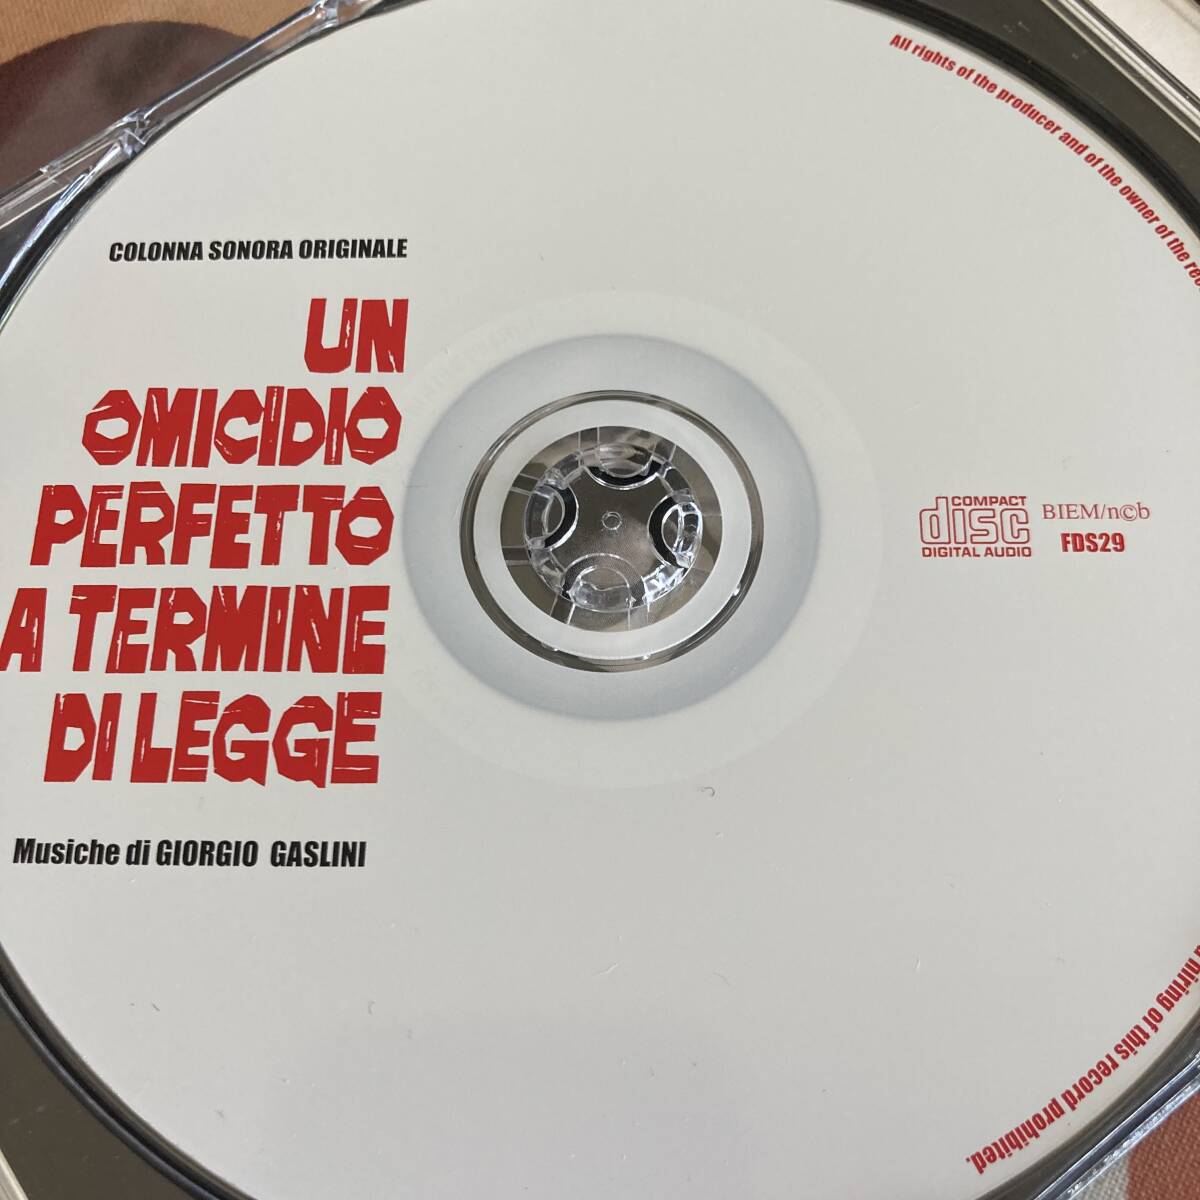 All rights of the producer and of the owner of the
COLONNA SONORA ORIGINALE
UN
OMICIDIO
PERFETTO
A TERMINE
DI LEGGE
Musiche di GIORGIO GASLINI
COMPACT
disc
DIGITAL AUDIO
BIEM/n©b
FDS29
hiring of this record prohibited.